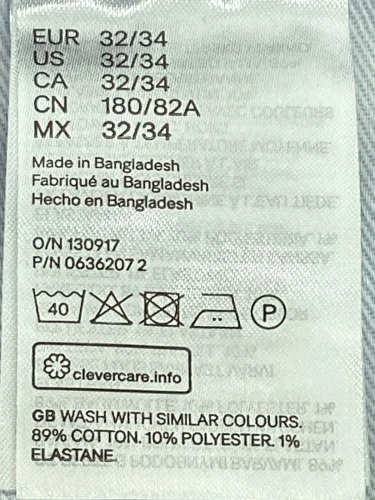 EUR 32/34
US 32/34
CA 32/34
CN 180/82A
MX 32/34
Made in Bangladesh
Fabriqué au Bangladesh
Hecho en Bangladesh
O/N 130917
P/N 0636207 2
40 P
clevercare.info
GB WASH WITH SIMILAR COLOURS.
89% COTTON. 10% POLYESTER. 1%
ELASTANE.